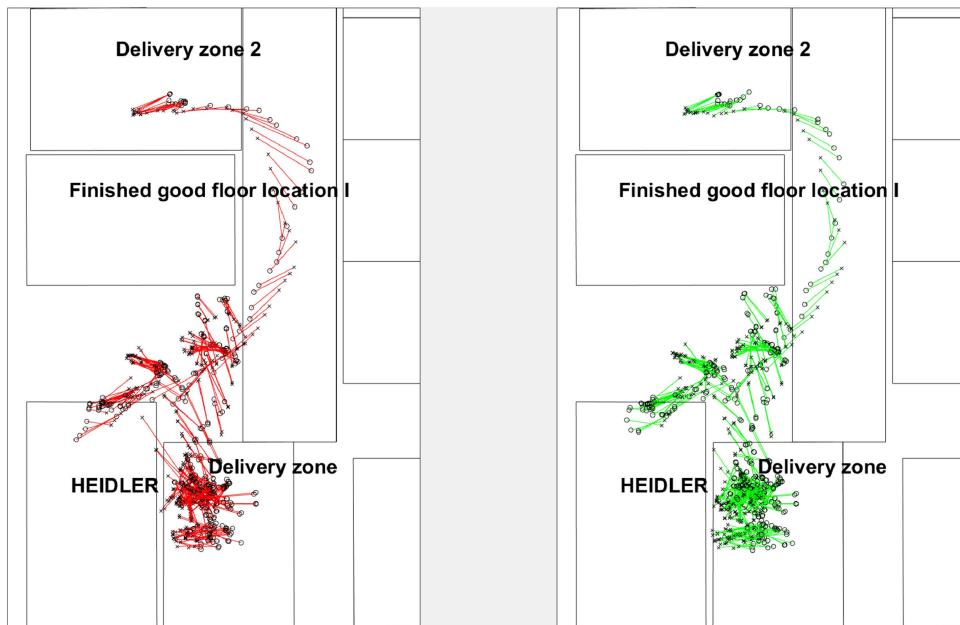 Delivery zone 2
Finished good floor location I
Delivery zone
HEIDLER
Delivery zone 2
Finished good floor location I
Delivery zone
HEIDLER